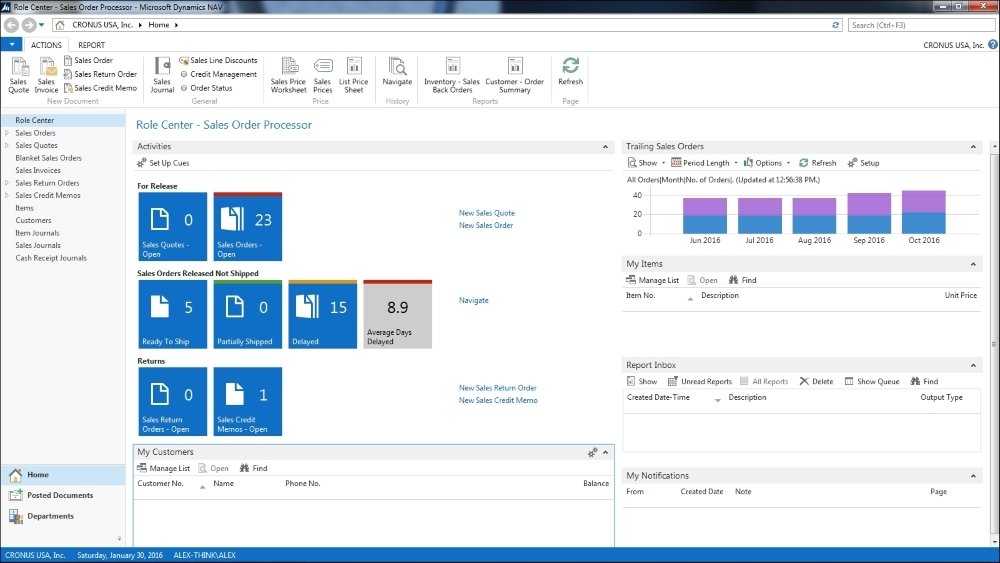 Role Center - Sales Order Processor - Microsoft Dynamics NAV
CRONUS USA, Inc. Home
Search (Ctrl+F3)
ACTIONS REPORT
CRONUS USA, Inc.
Sales Quote
Sales Invoice
Sales Order
Sales Return Order
Sales Credit Memo
New Document
Sales Journal
Sales Line Discounts
Credit Management
Order Status
General
Sales Price Worksheet
Sales Prices
List Price Sheet
Price
Navigate
History
Inventory - Sales Back Orders
Customer - Order Summary
Reports
Refresh
Page
Role Center
Sales Orders
Sales Quotes
Blanket Sales Orders
Sales Invoices
Sales Return Orders
Sales Credit Memos
Items
Customers
Item Journals
Sales Journals
Cash Receipt Journals
Home
Posted Documents
Departments
Role Center - Sales Order Processor
Activities
Set Up Cues
For Release
0
Sales Quotes -
Open
23
Sales Orders -
Open
New Sales Quote
New Sales Order
Sales Orders Released Not Shipped
5
Ready To Ship
0
Partially Shipped
15
Delayed
8.9
Average Days
Delayed
Navigate
Returns
0
Sales Return
Orders - Open
1
Sales Credit
Memos - Open
New Sales Return Order
New Sales Credit Memo
My Customers
Manage List Open Find
Customer No. Name Phone No. Balance
Trailing Sales Orders
Show Period Length Options Refresh Setup
All Orders|Month|No. of Orders|. (Updated at 12:56:38 PM.)
40
20
0
Jun 2016 Jul 2016 Aug 2016 Sep 2016 Oct 2016
My Items
Manage List Open Find
Item No. Description Unit Price
Report Inbox
Show Unread Reports All Reports Delete Show Queue Find
Created Date-Time Description Output Type
My Notifications
From Created Date Note Page
CRONUS USA, Inc. Saturday, January 30, 2016 ALEX-THINK\ALEX